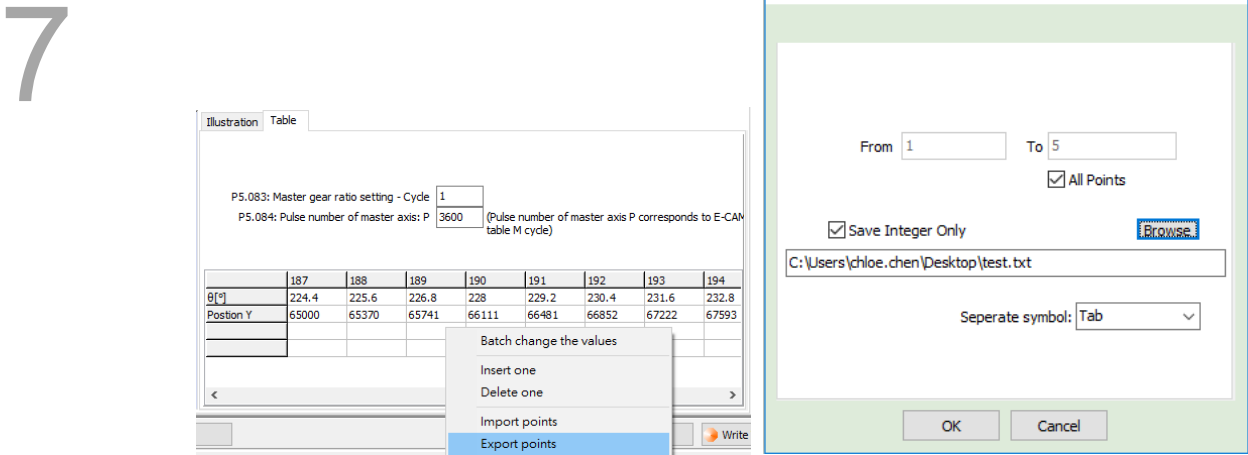 7
Illustration Table
P5.083: Master gear ratio setting - Cycle 1
P5.084: Pulse number of master axis: P 3600 (Pulse number of master axis P corresponds to E-CAM
table M cycle)
187 188 189 190 191 192 193 194
θ[°] 224.4 225.6 226.8 228 229.2 230.4 231.6 232.8
Postion Y 65000 65370 65741 66111 66481 66852 67222 67593
Batch change the values
Insert one
Delete one
Import points
Export points
Write
From 1 To 5
All Points
Save Integer Only Browse
C:\Users\chloe.chen\Desktop\test.txt
Seperate symbol: Tab
OK Cancel